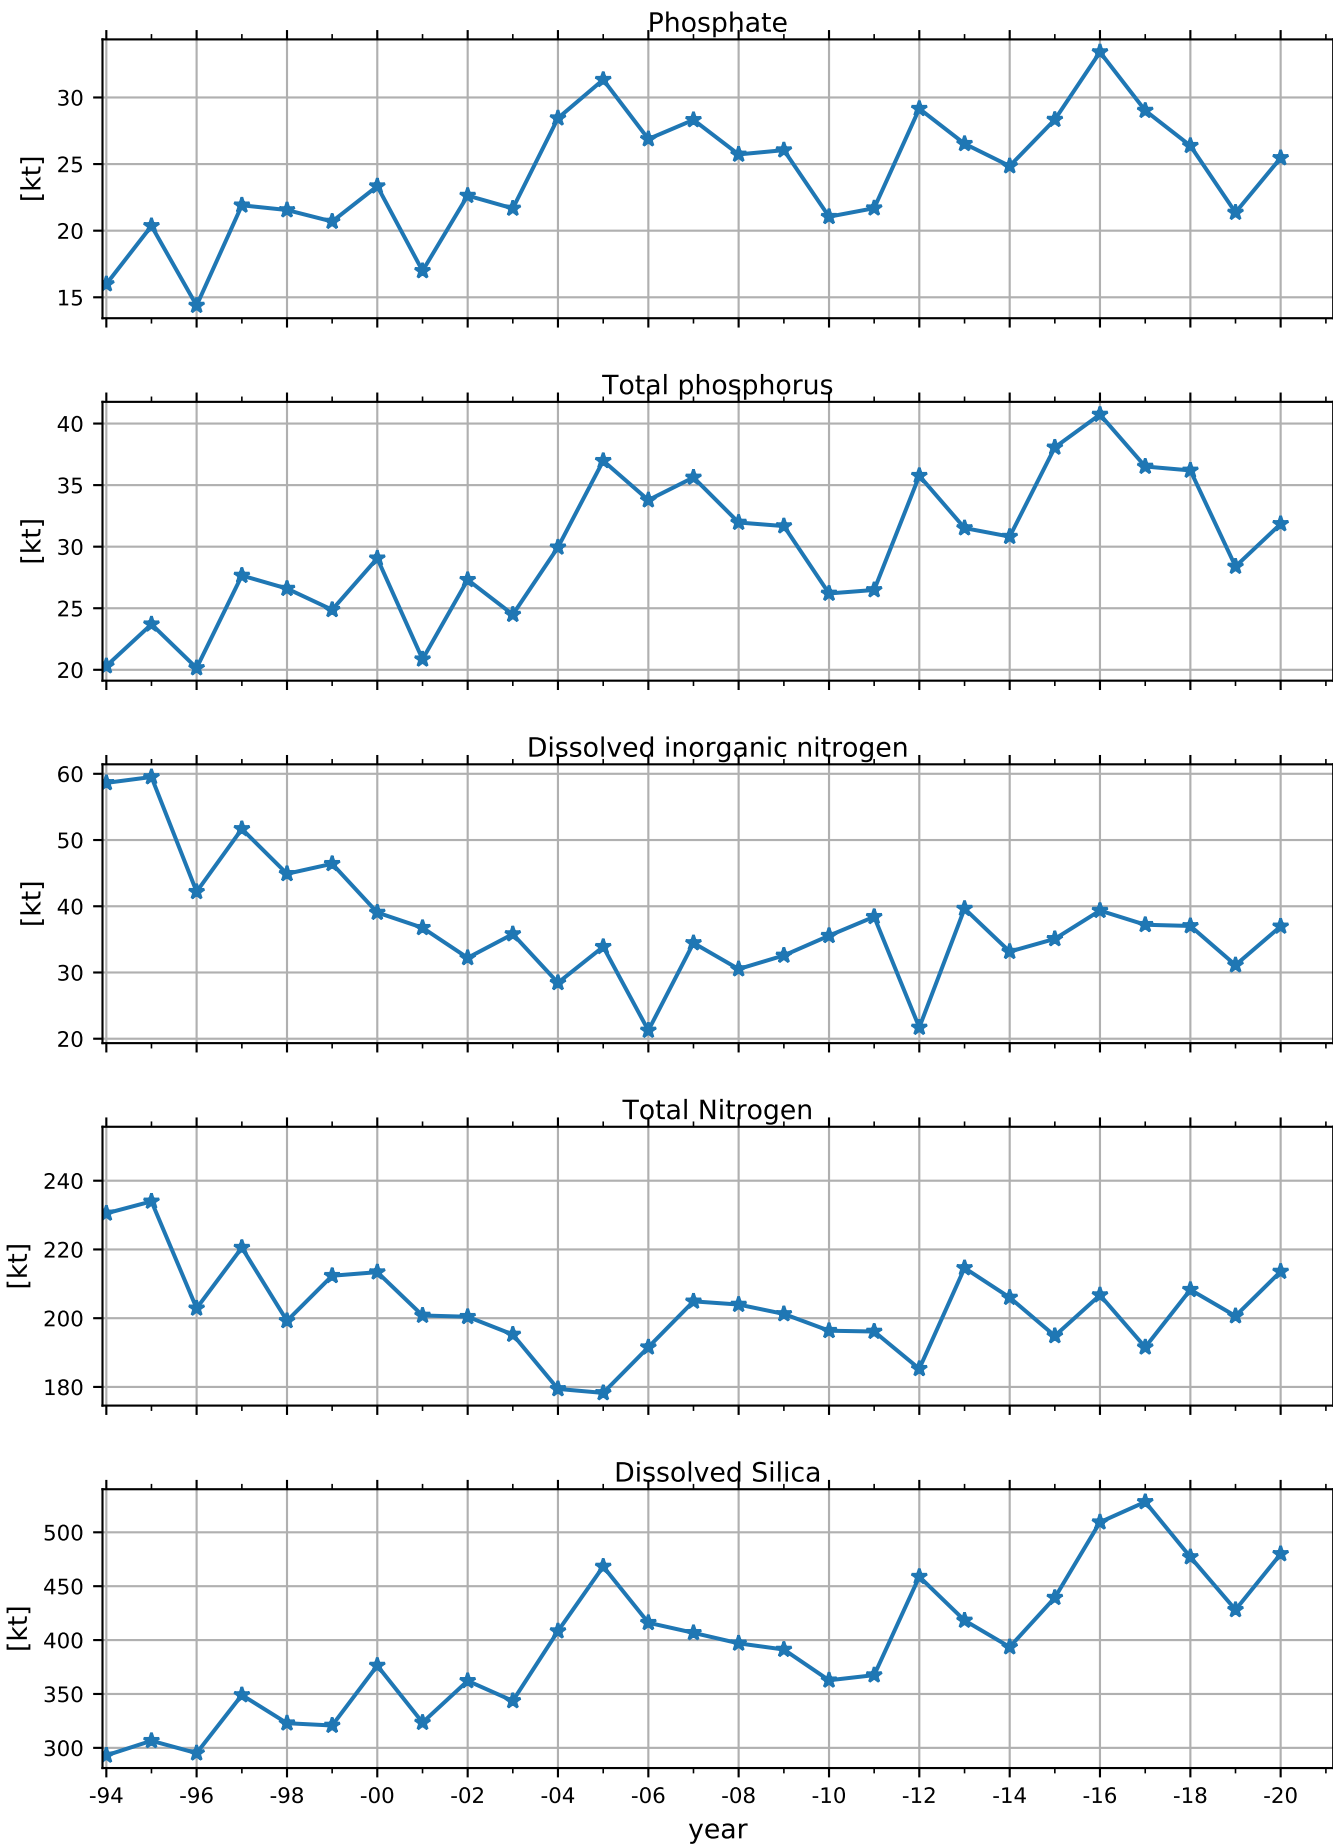 Phosphate
30
25
20
15
[kt]
Total phosphorus
40
35
30
25
20
[kt]
Dissolved inorganic nitrogen
60
50
40
30
20
[kt]
Total Nitrogen
240
220
200
180
[kt]
Dissolved Silica
500
450
400
350
300
[kt]
-94 -96 -98 -00 -02 -04 -06 -08 -10 -12 -14 -16 -18 -20
year